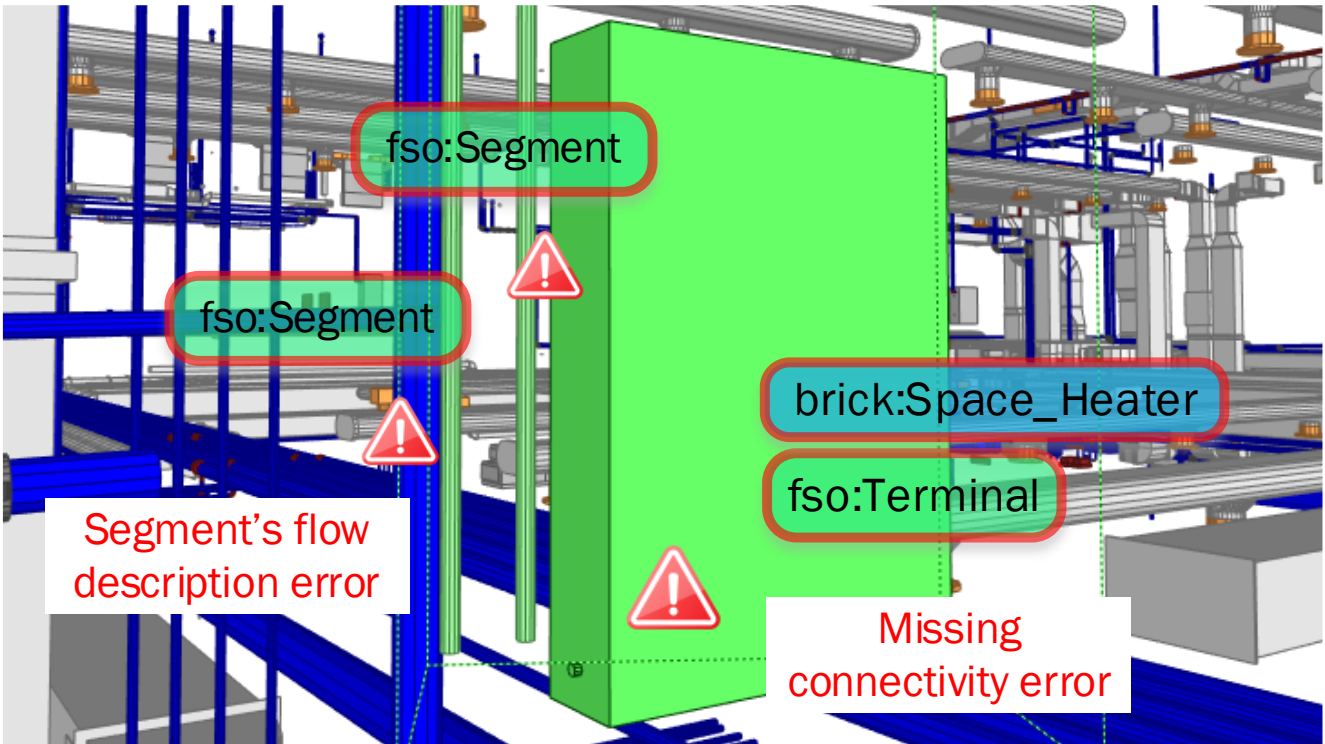 fso:Segment
fso:Segment
brick:Space_Heater
fso:Terminal
Segment’s flow
description error
Missing
connectivity error